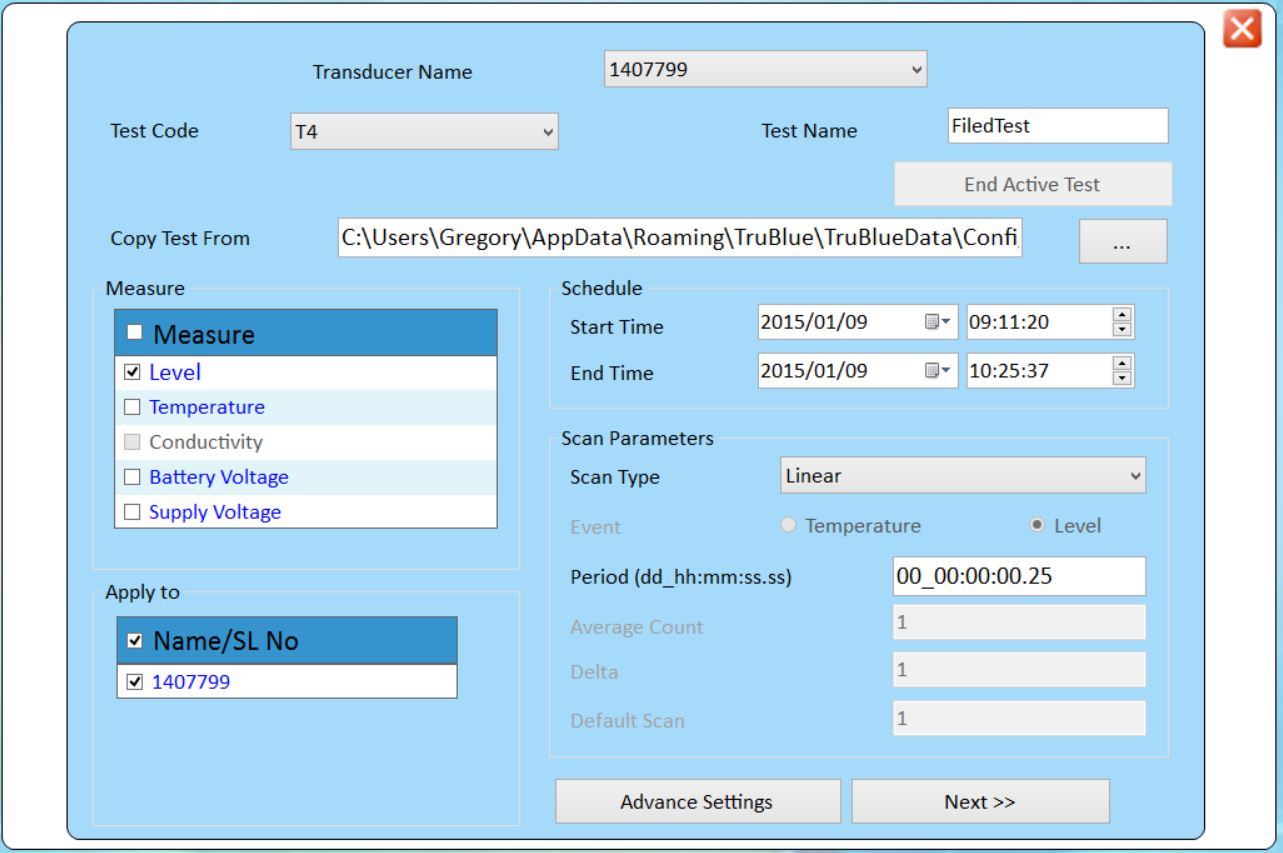 Transducer Name 1407799
Test Code T4 Test Name FiledTest
End Active Test
Copy Test From C:\Users\Gregory\AppData\Roaming\TruBlue\TruBlueData\Confi ...
Measure
Measure
Level
Temperature
Conductivity
Battery Voltage
Supply Voltage
Apply to
Name/SL No
1407799
Schedule
Start Time 2015/01/09 09:11:20
End Time 2015/01/09 10:25:37
Scan Parameters
Scan Type Linear
Event Temperature Level
Period (dd_hh:mm:ss.ss) 00_00:00:00.25
Average Count 1
Delta 1
Default Scan 1
Advance Settings Next >>